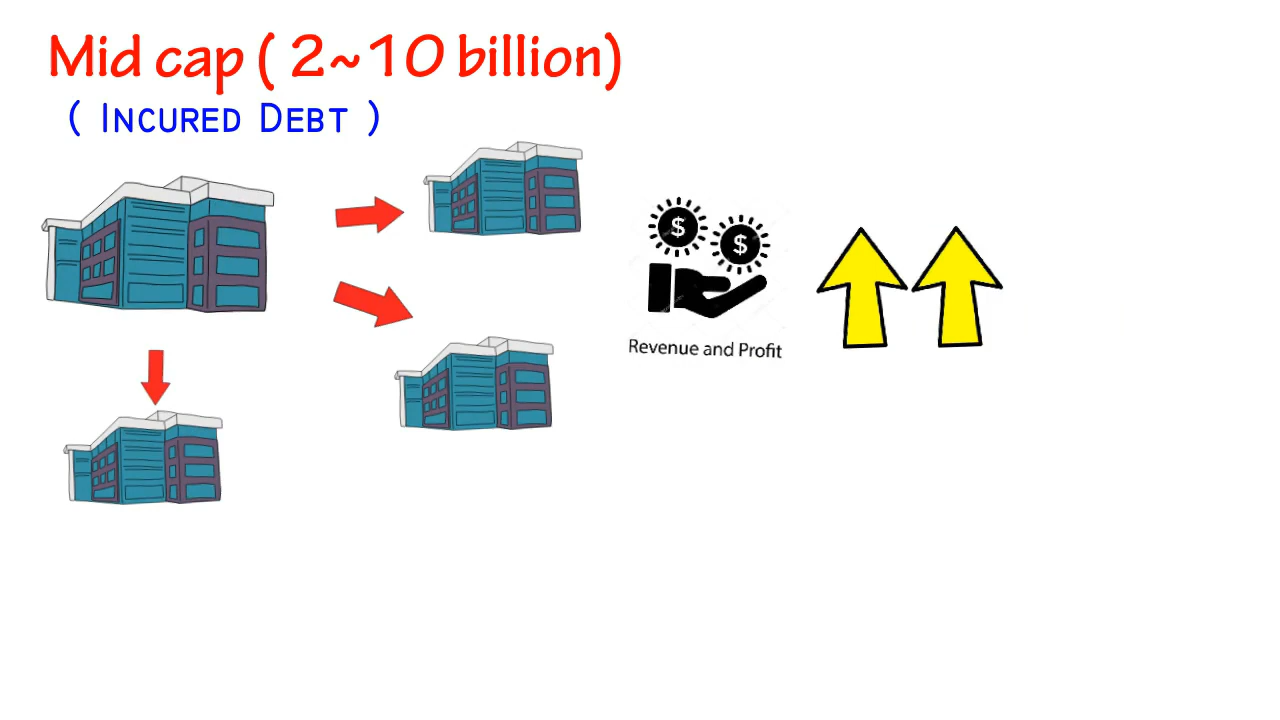 Mid cap ( 2~10 billion)
( INCURED DEBT )
$ $
Revenue and Profit